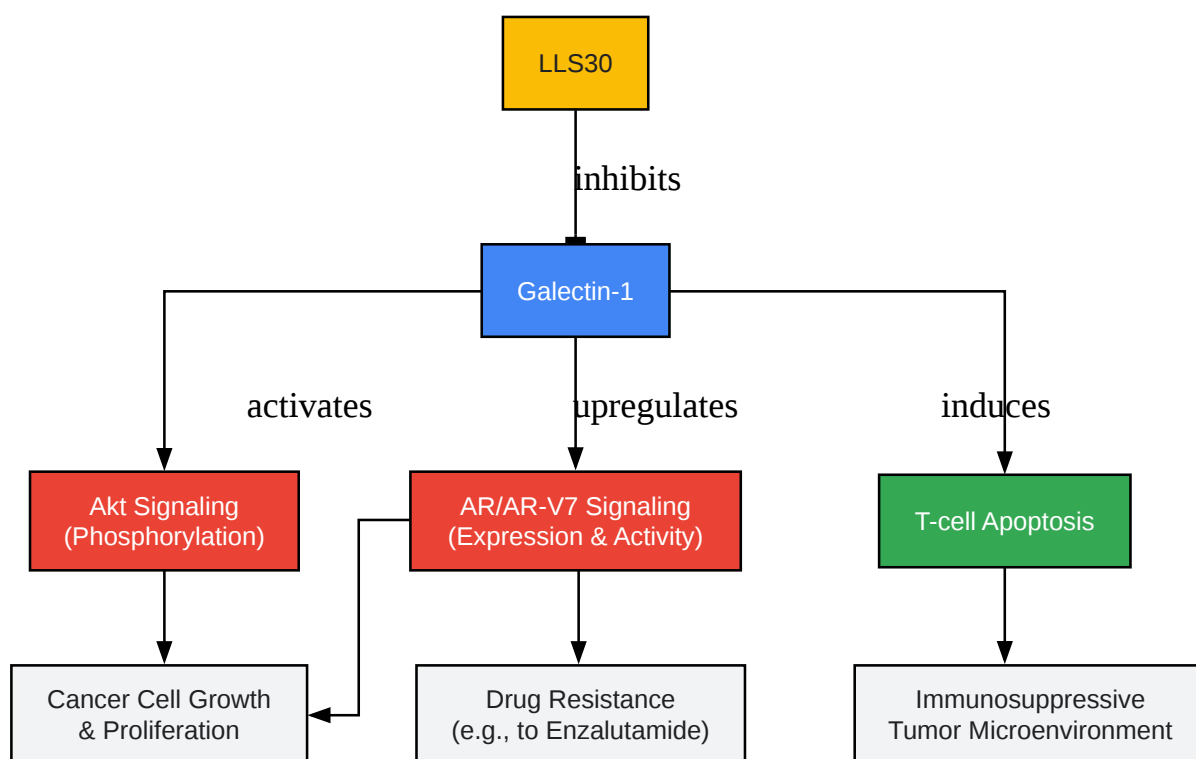 LLS30
inhibits
Galectin-1
activates
upregulates
induces
Akt Signaling
(Phosphorylation)
AR/AR-V7 Signaling
(Expression & Activity)
T-cell Apoptosis
Cancer Cell Growth
& Proliferation
Drug Resistance
(e.g., to Enzalutamide)
Immunosuppressive
Tumor Microenvironment